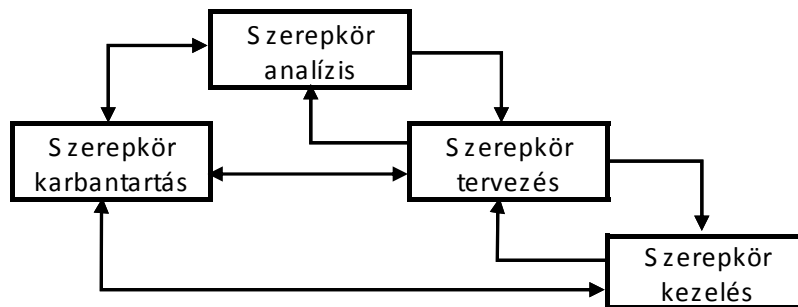 Szerepkör
analízis
Szerepkör
karbantartás
Szerepkör
tervezés
Szerepkör
kezelés